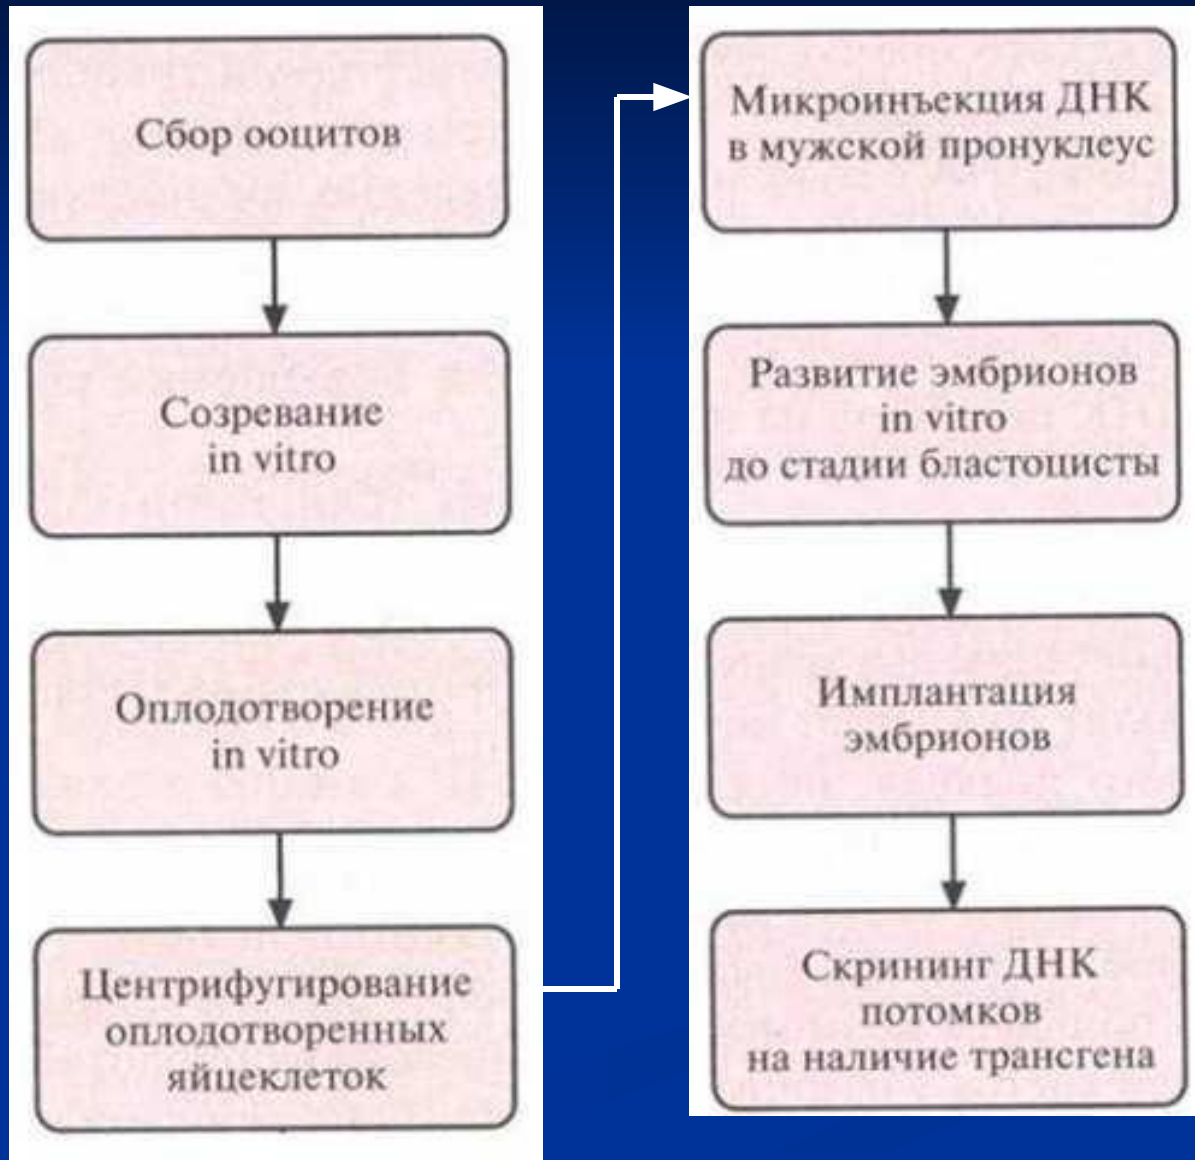 Сбор ооцитов
Созревание
in vitro
Оплодотворение
in vitro
Центрифугирование
оплодотворенных
яйцеклеток
Микроинъекция ДНК
в мужской пронуклеус
Развитие эмбрионов
in vitro
до стадии бластоцисты
Имплантация
эмбрионов
Скрининг ДНК
потомков
на наличие трансгена